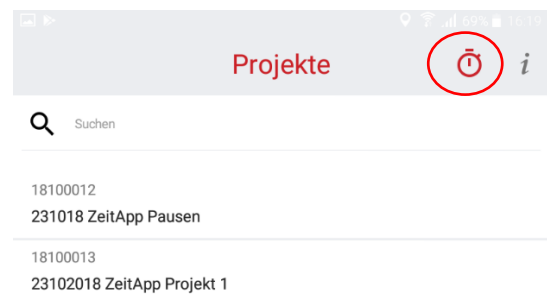 69% 16:19
Projekte i
Suchen
18100012
231018 ZeitApp Pausen
18100013
23102018 ZeitApp Projekt 1